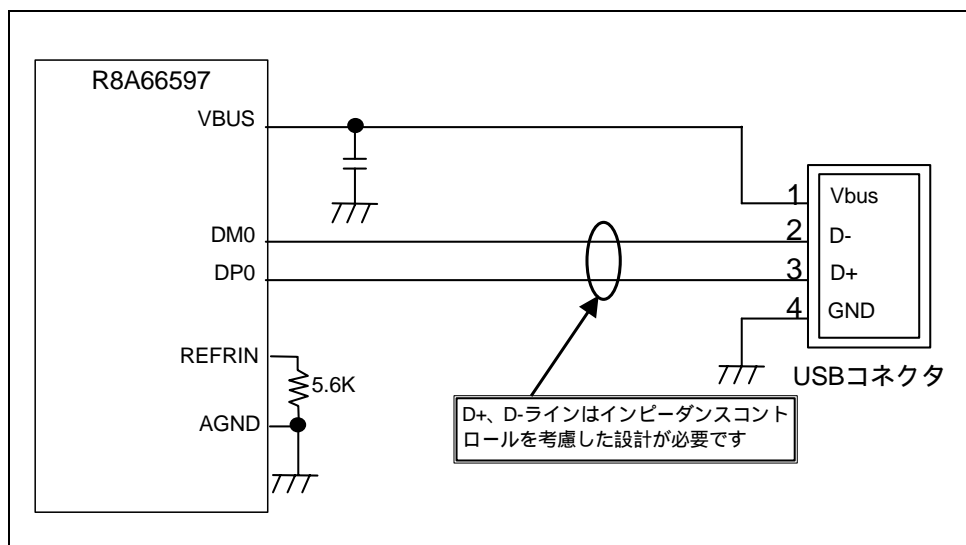 R8A66597
VBUS
DM0
DP0
REFRIN
5.6K
AGND
1 Vbus
2 D-
3 D+
4 GND
USBコネクタ
D+、D-ラインはインピーダンスコント
ロールを考慮した設計が必要です